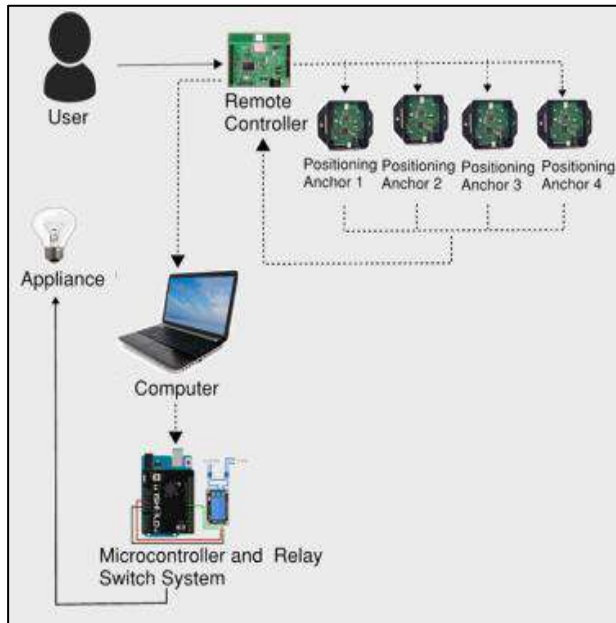 User
Remote
Controller
Positioning
Anchor 1
Positioning
Anchor 2
Positioning
Anchor 3
Positioning
Anchor 4
Appliance
Computer
Microcontroller and Relay
Switch System